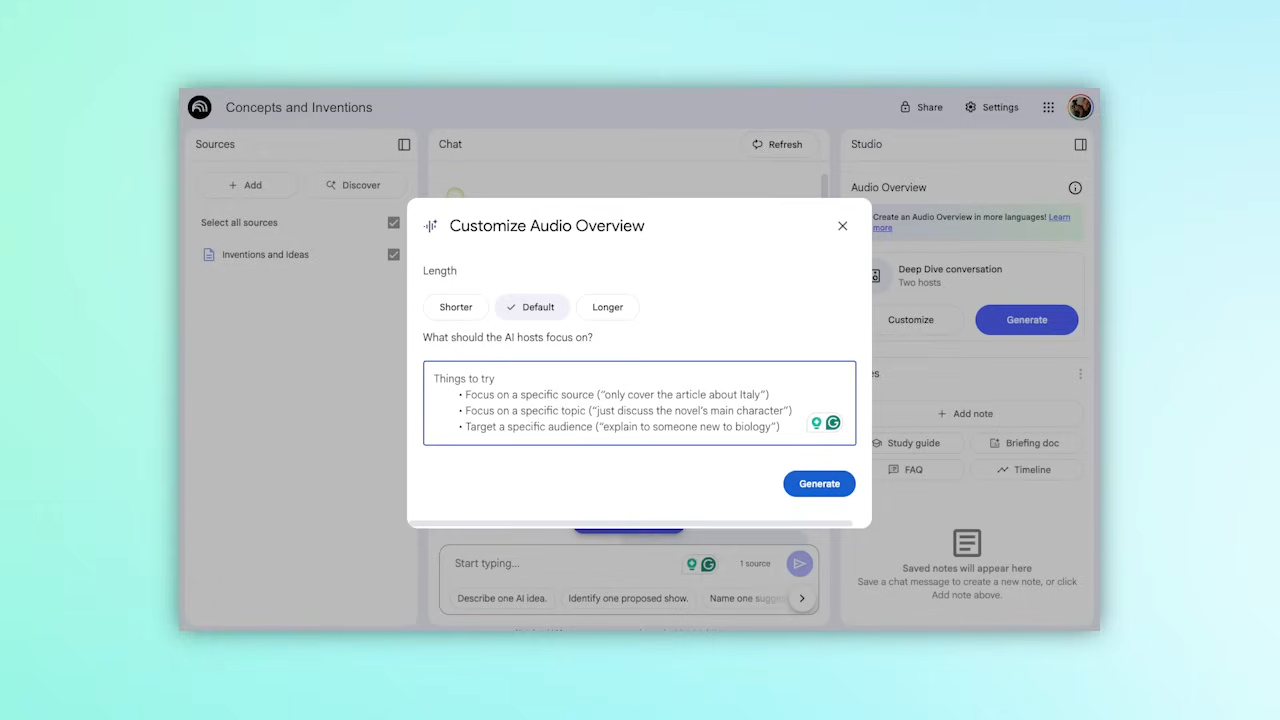 Concepts and Inventions
Share
Settings
Sources
Chat
Refresh
Studio
Add
Discover
Audio Overview
Select all sources
Create an Audio Overview in more languages! Learn
more
Inventions and Ideas
Customize Audio Overview
Length
Shorter
Default
Longer
What should the AI hosts focus on?
Things to try
• Focus on a specific source (“only cover the article about Italy”)
• Focus on a specific topic (“just discuss the novel’s main character”)
• Target a specific audience (“explain to someone new to biology”)
Generate
Deep Dive conversation
Two hosts
Customize
Generate
Add note
Study guide
Briefing doc
FAQ
Timeline
Saved notes will appear here
Save a chat message to create a new note, or click
Add note above.
Start typing...
1 source
Describe one AI idea.
Identify one proposed show.
Name one